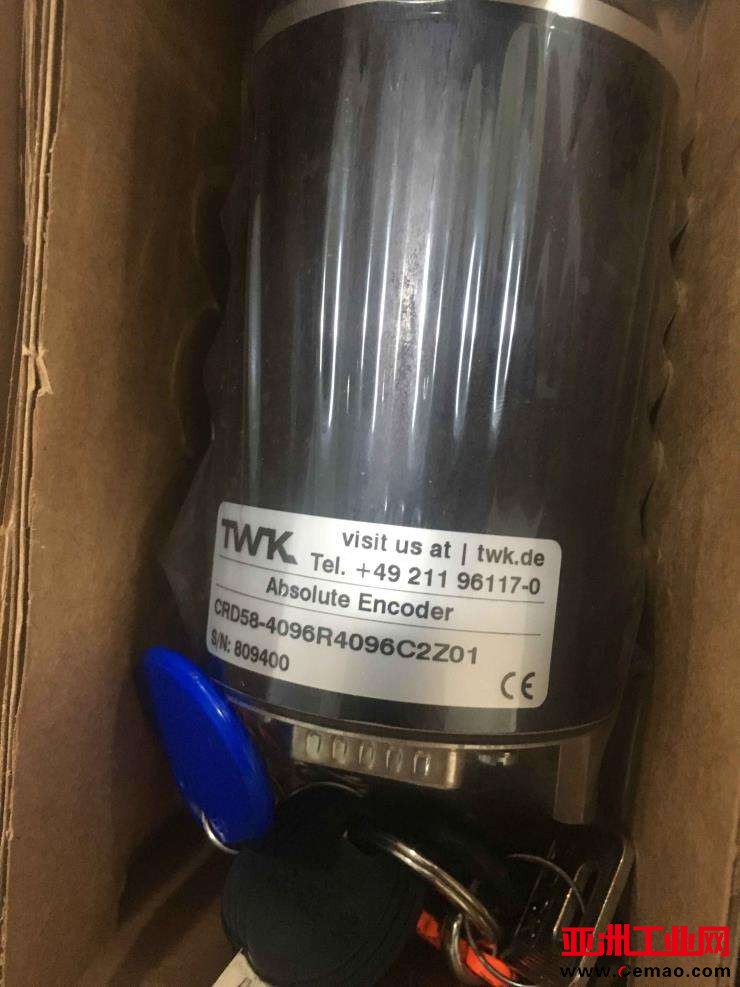 TWK
visit us at | twk.de
Tel. +49 211 96117-0
Absolute Encoder
CRD58-4096R4096C2Z01
S/N: 809400
CE
亚洲工业网
www.cemao.com